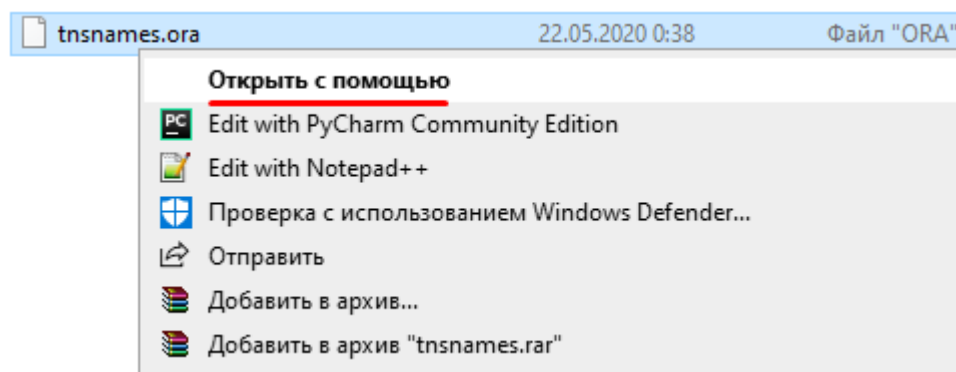 tnsnames.ora 22.05.2020 0:38 Файл "ORA"
Открыть с помощью
PC Edit with PyCharm Community Edition
Edit with Notepad++
Проверка с использованием Windows Defender...
Отправить
Добавить в архив...
Добавить в архив "tnsnames.rar"